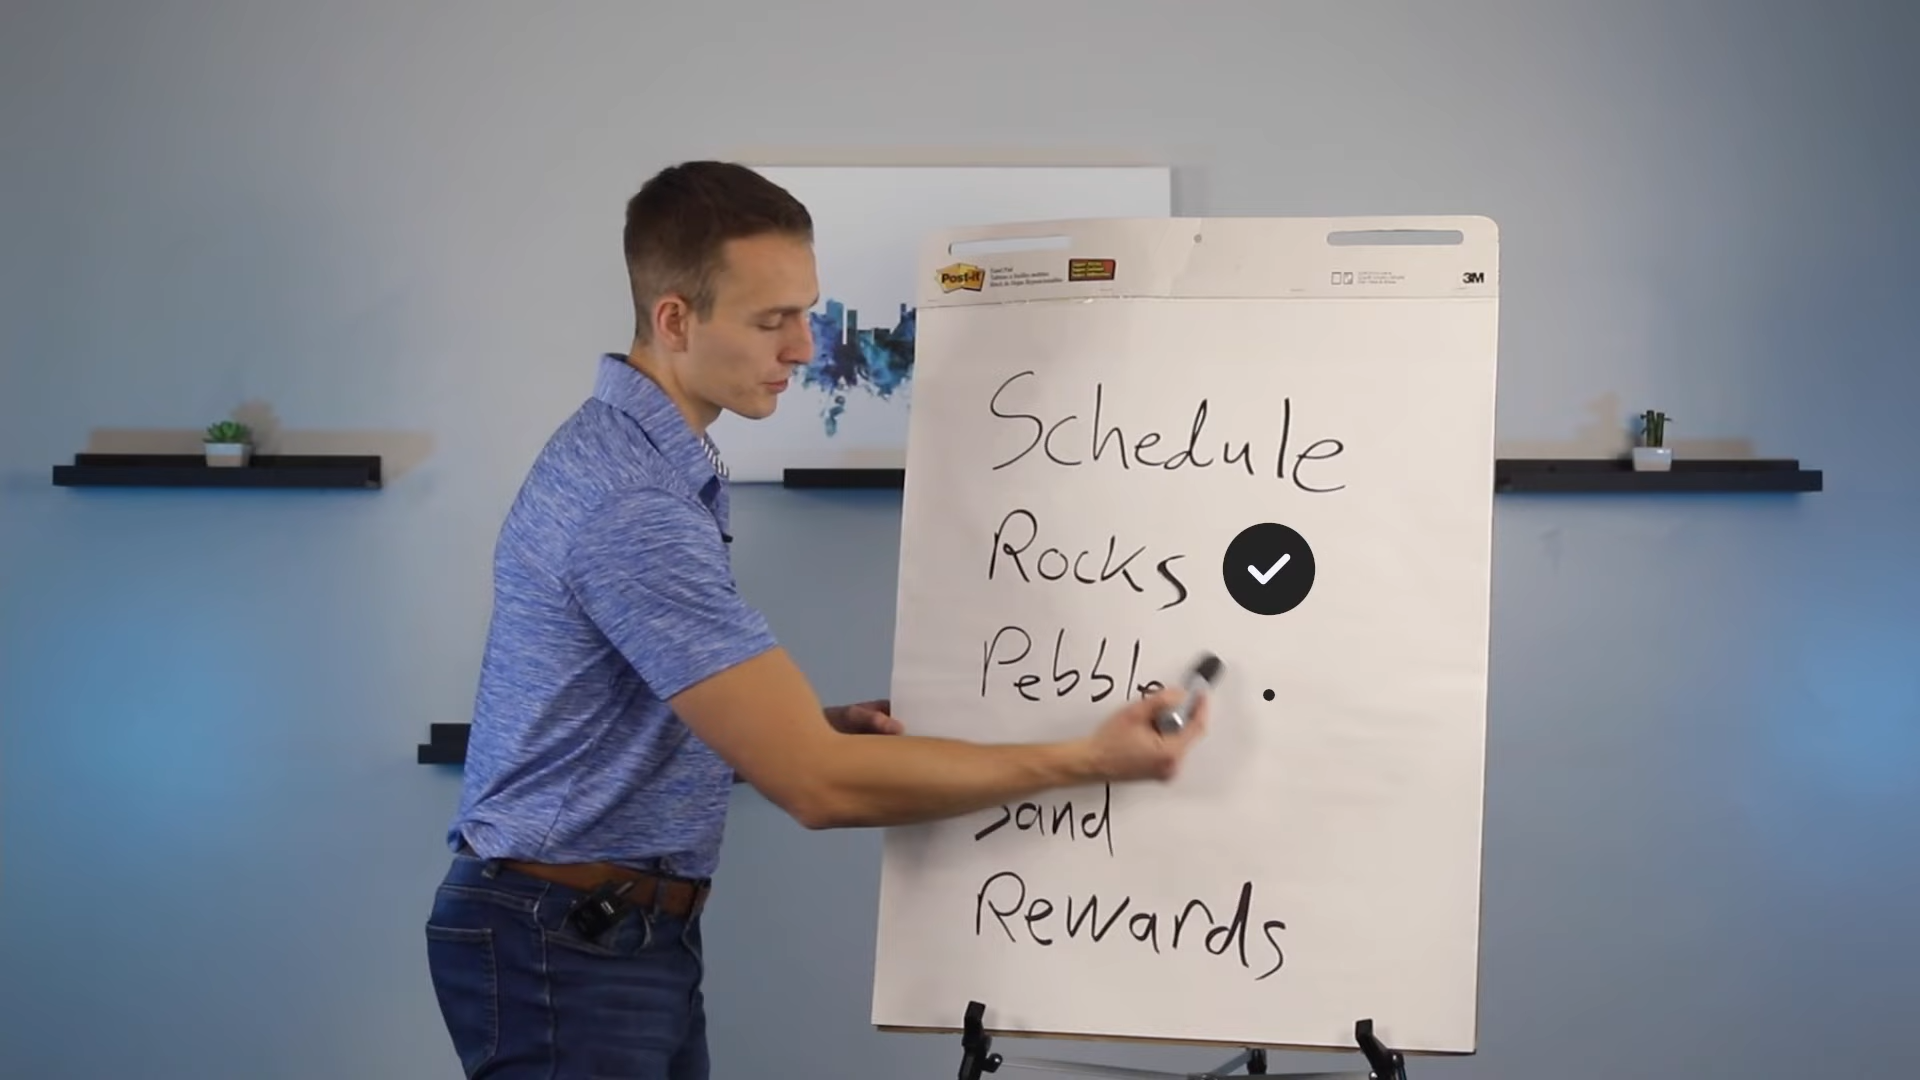 Post-it
3M
Schedule
Rocks
Pebble
Sand
Rewards